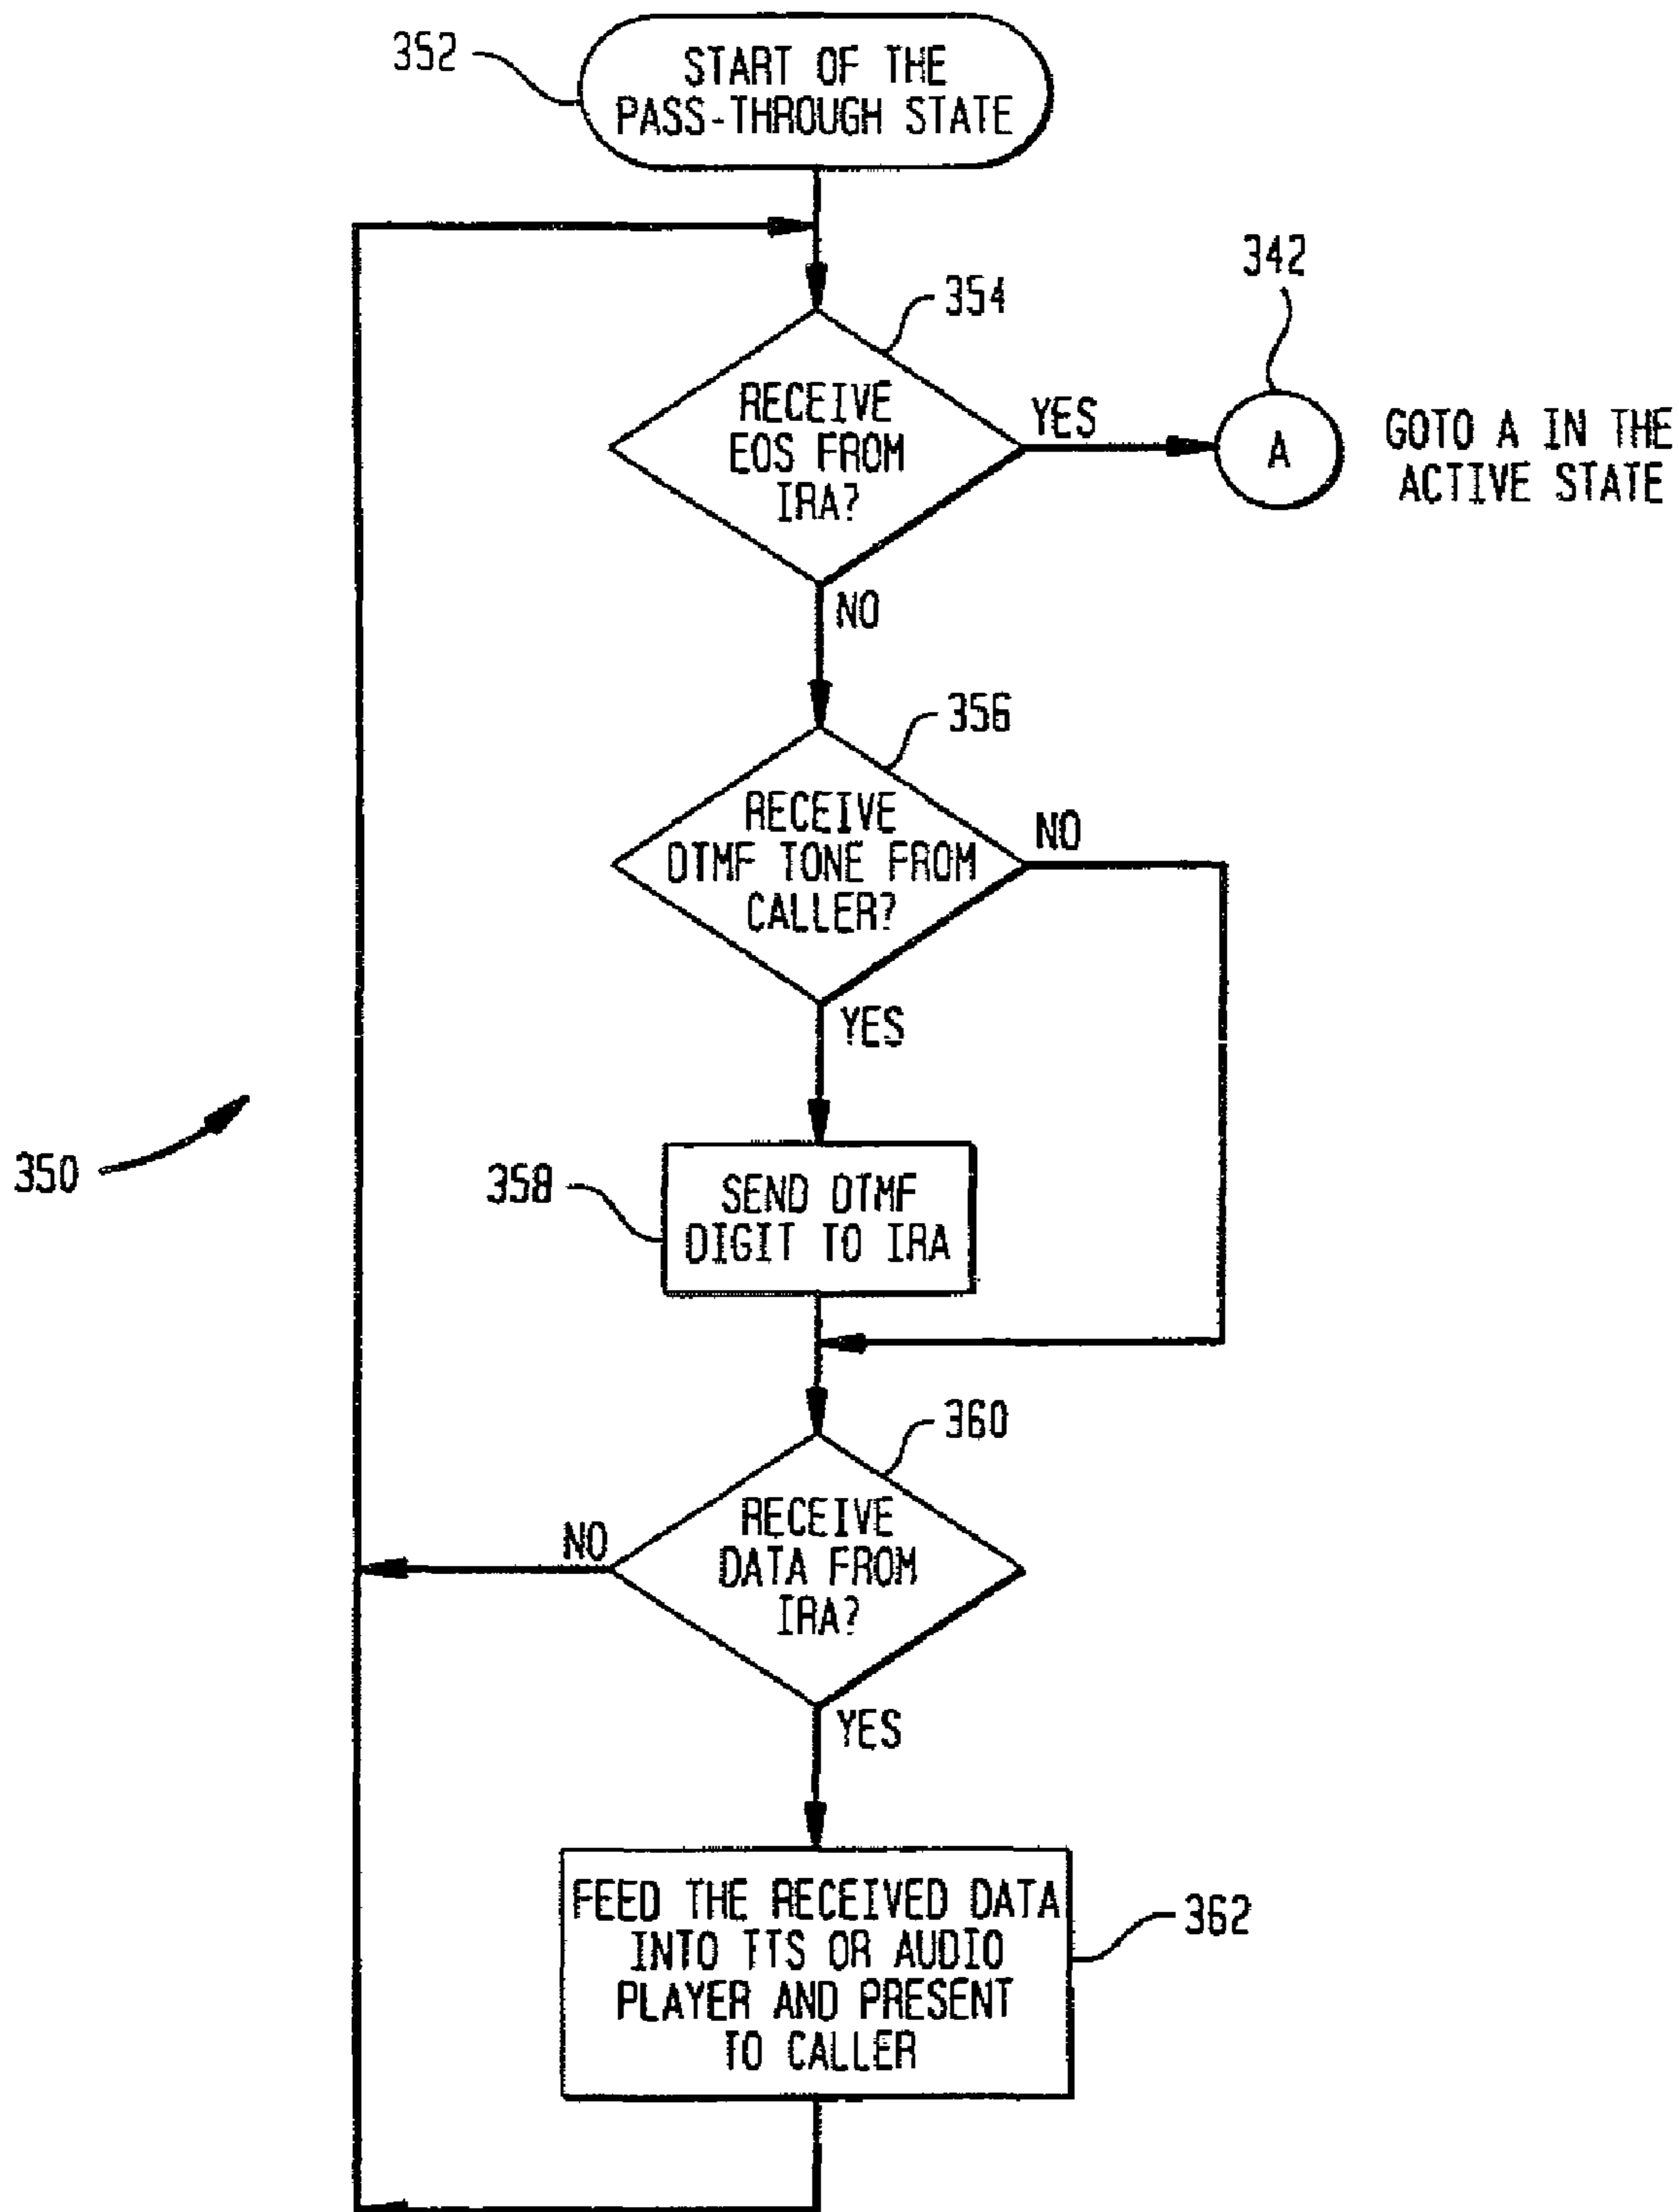 352
START OF THE
PASS-THROUGH STATE
342
354
RECEIVE
EOS FROM
IRA?
YES
A
GOTO A IN THE
ACTIVE STATE
NO
356
RECEIVE
DTMF TONE FROM
CALLER?
NO
YES
350
358
SEND DTMF
DIGIT TO IRA
360
RECEIVE
DATA FROM
IRA?
NO
YES
FEED THE RECEIVED DATA
INTO TTS OR AUDIO
PLAYER AND PRESENT
TO CALLER
362